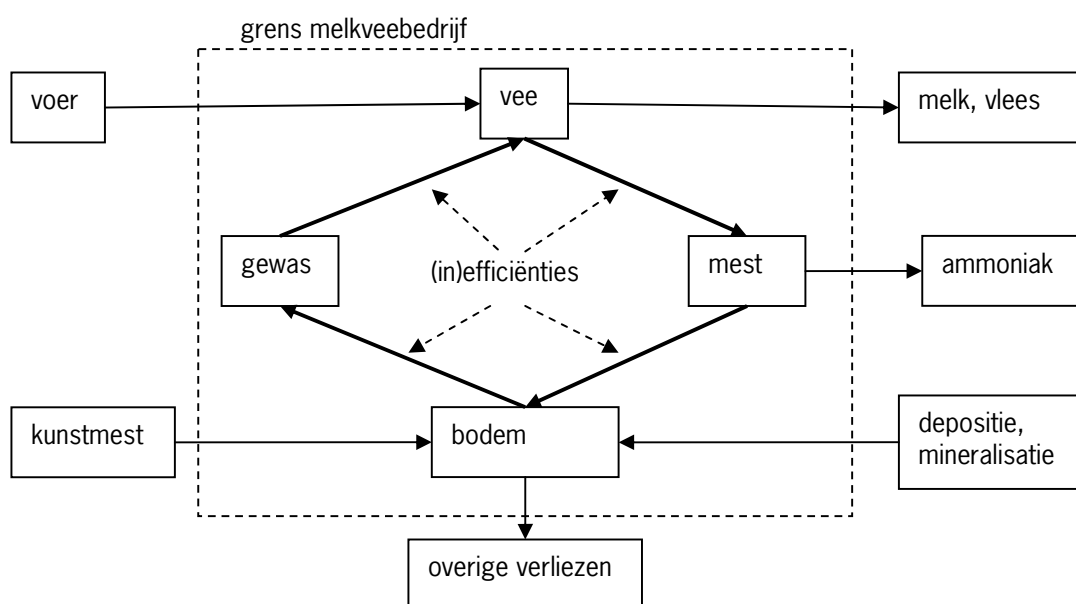 grens melkveebedrijf
voer
vee
melk, vlees
gewas
(in)efficiënties
mest
ammoniak
kunstmest
bodem
depositie,
mineralisatie
overige verliezen